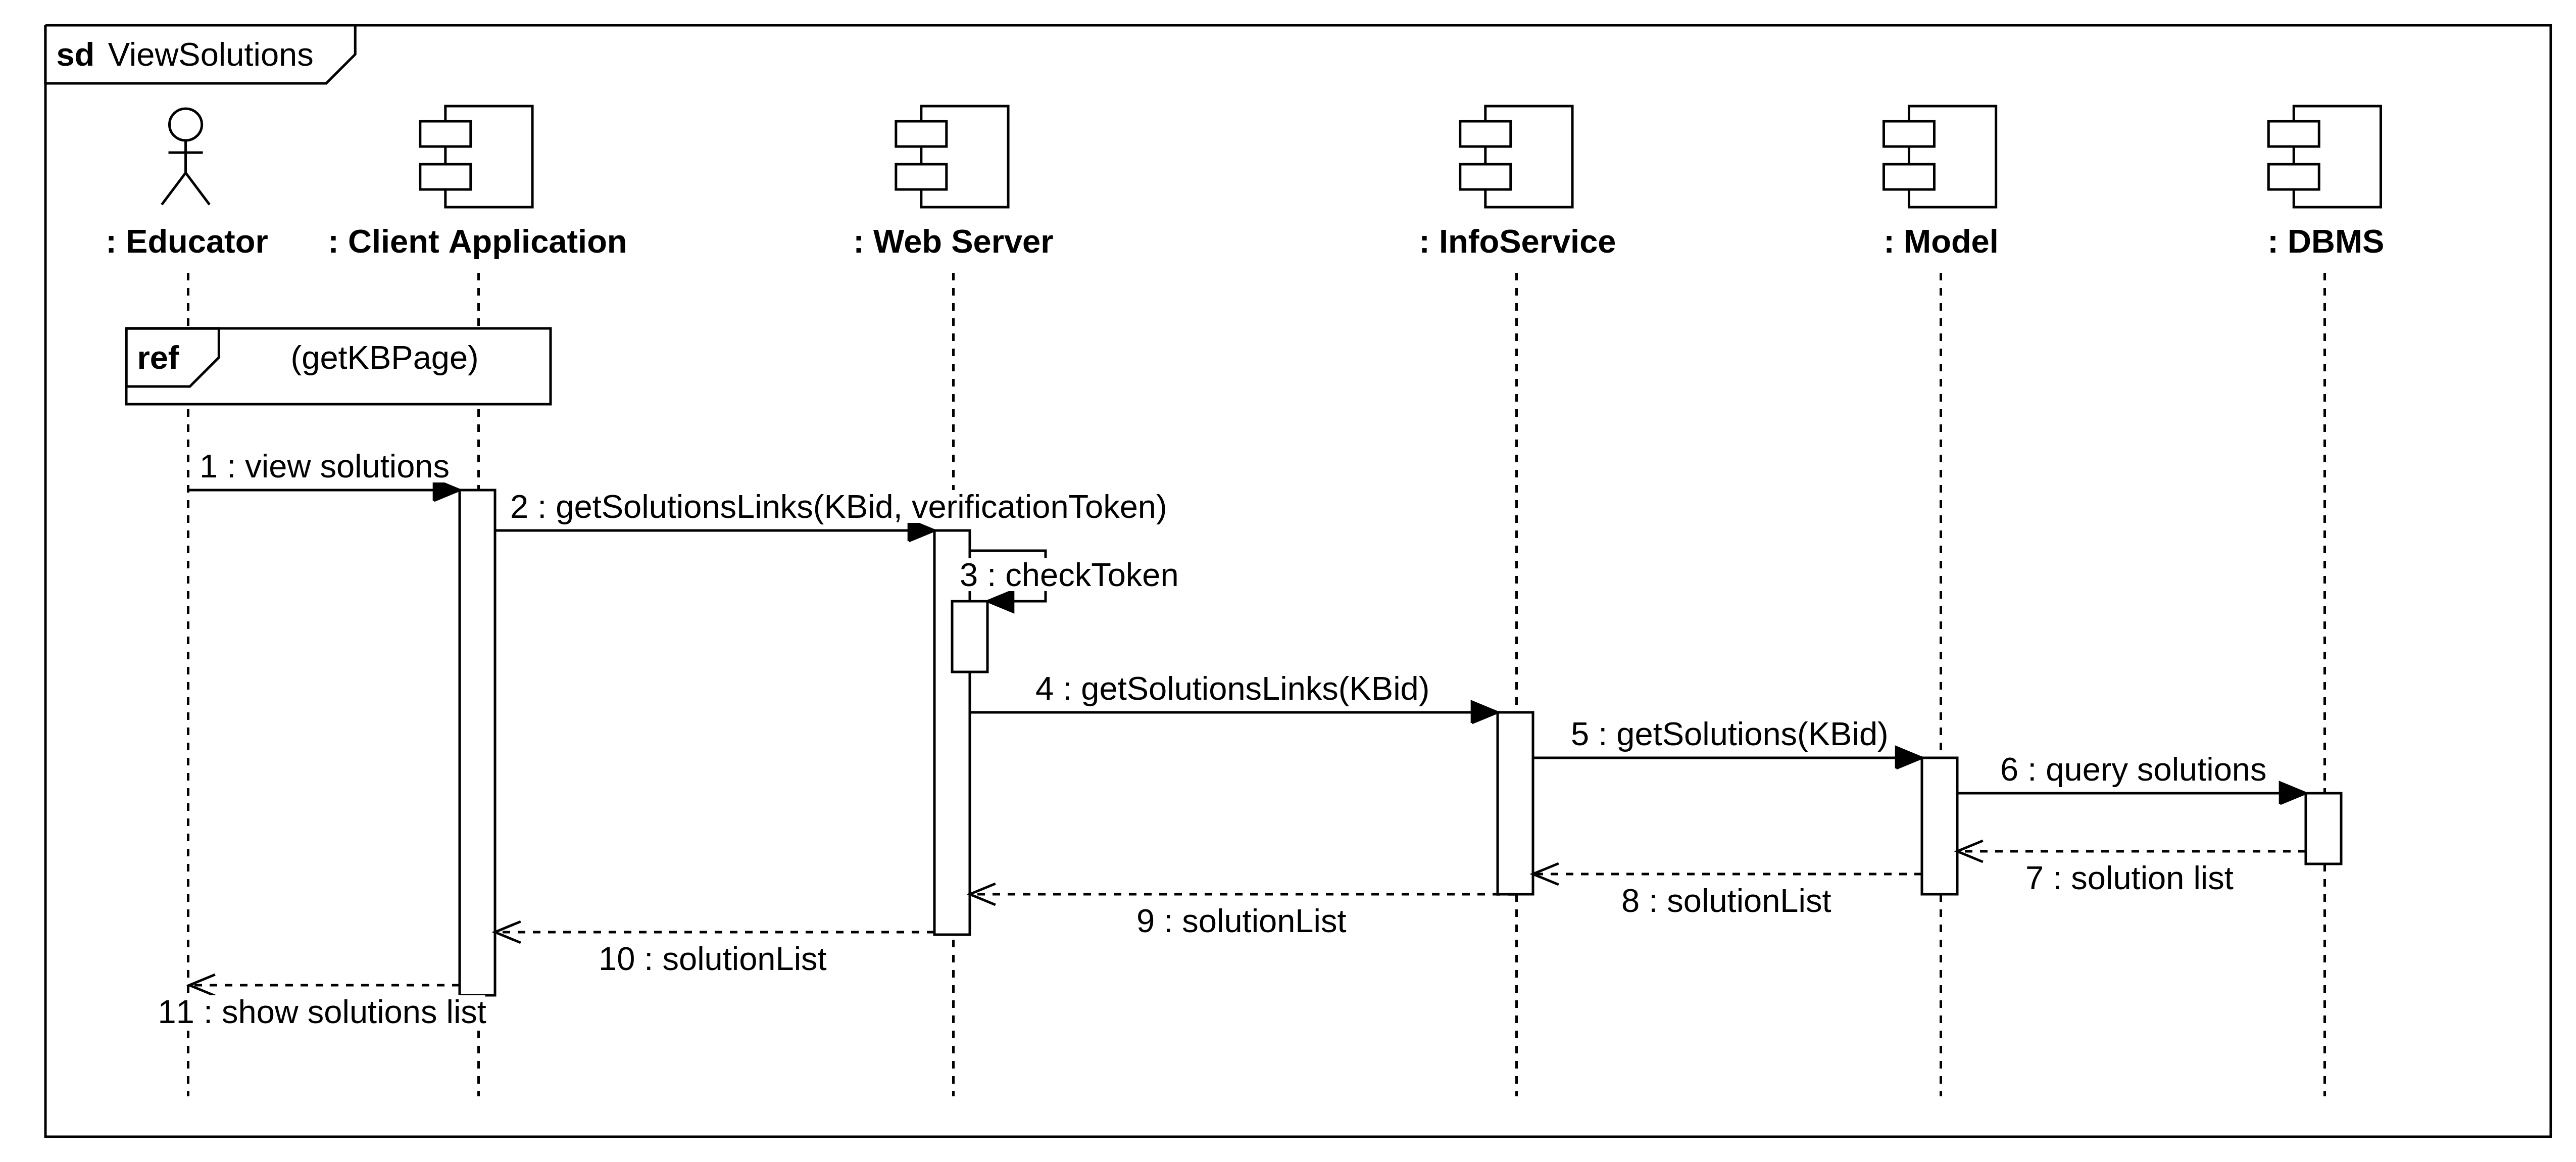 sd ViewSolutions
: Educator
: Client Application
: Web Server
: InfoService
: Model
: DBMS
ref (getKBPage)
1 : view solutions
2 : getSolutionsLinks(KBid, verificationToken)
3 : checkToken
4 : getSolutionsLinks(KBid)
5 : getSolutions(KBid)
6 : query solutions
7 : solution list
8 : solutionList
9 : solutionList
10 : solutionList
11 : show solutions list